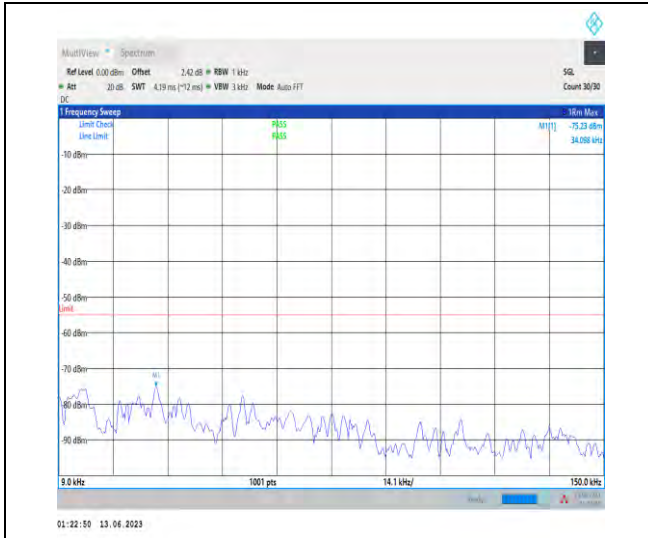 MultiView Spectrum
Ref Level 0.00 dBm Offset 2.42 dB RBW 1 kHz SGL
Att 20 dB SWT 4.19 ms (~12 ms) VBW 3 kHz Mode Auto FFT Count 30/30
DC
1 Frequency Sweep 1Rm Max
Limit Check PASS M1[1] -75.23 dBm
Line Limit PASS 34.098 kHz
-10 dBm
-20 dBm
-30 dBm
-40 dBm
-50 dBm
Limit
-60 dBm
-70 dBm
M1
-80 dBm
-90 dBm
9.0 kHz 1001 pts 14.1 kHz/ 150.0 kHz
01:22:50 13.06.2023